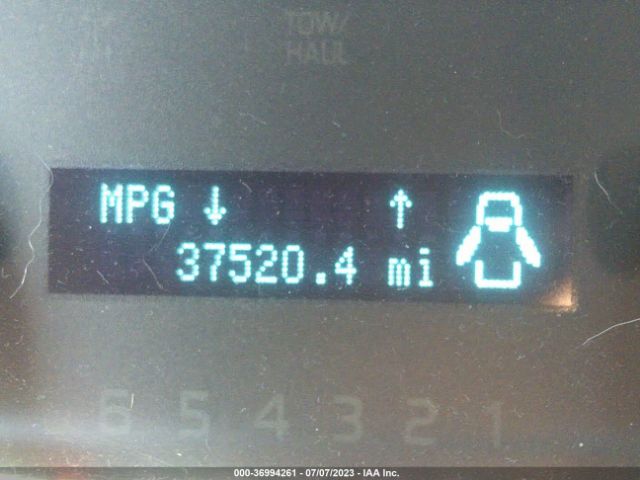 TOW/
HAUL
MPG ↓ ↑
37520.4 mi
6 5 4 3 2 1
000-36994261 - 07/07/2023 - IAA Inc.